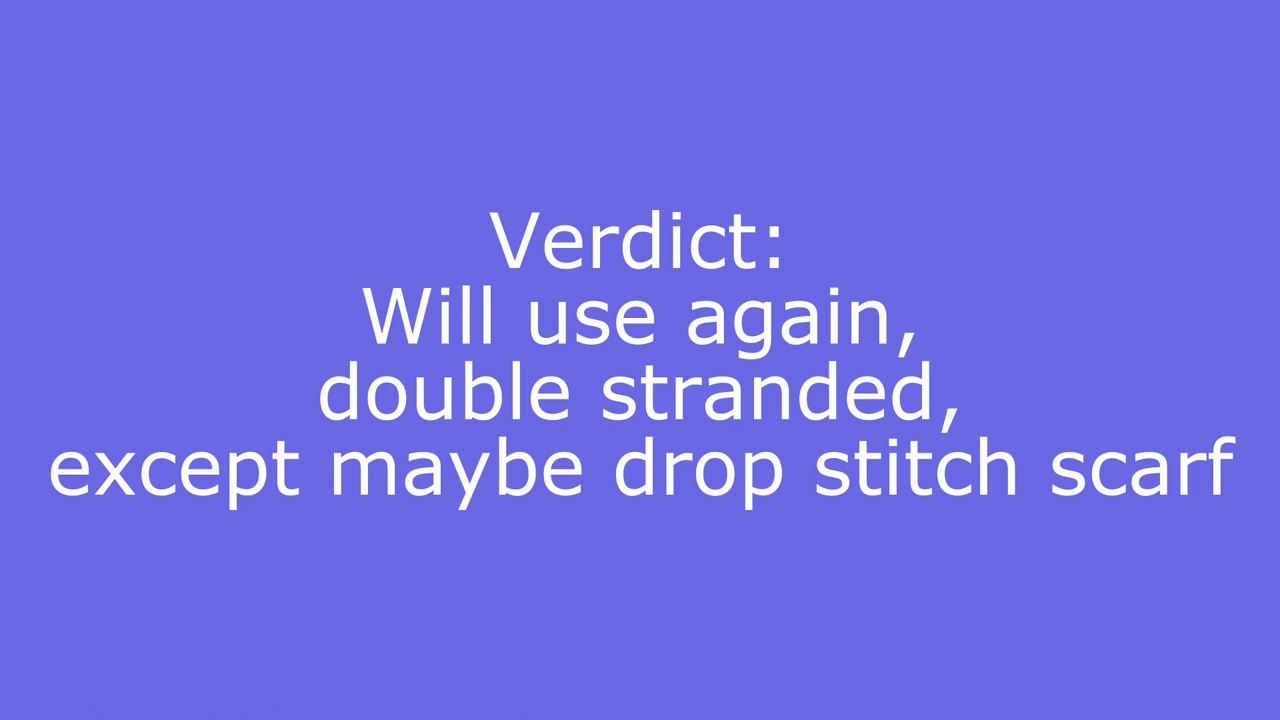 Verdict:
Will use again,
double stranded,
except maybe drop stitch scarf